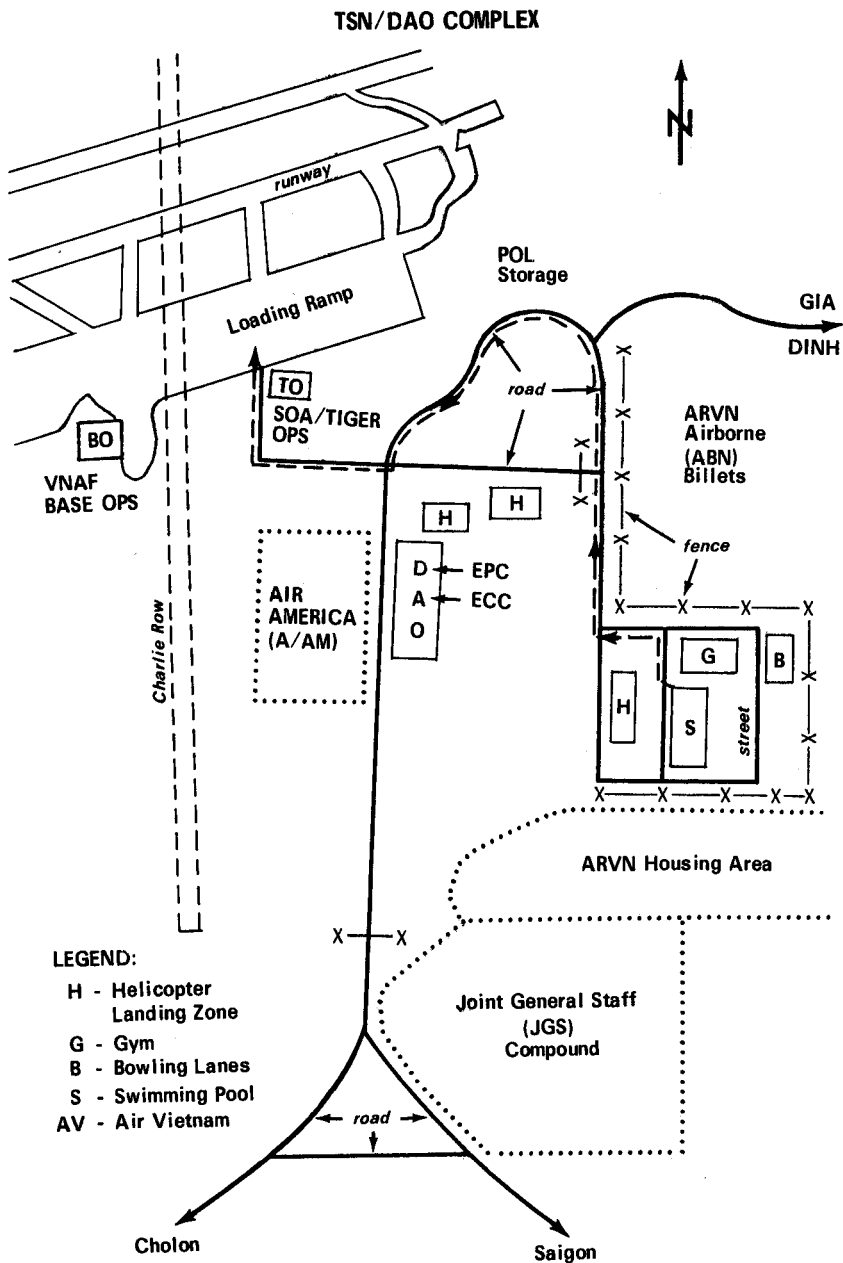 TSN/DAO COMPLEX
N
runway
POL
Storage
Loading Ramp
GIA
DINH
TO
SOA/TIGER
OPS
road
BO
VNAF
BASE OPS
ARVN
Airborne
(ABN)
Billets
H
H
fence
AIR
AMERICA
(A/AM)
D
A
O
EPC
ECC
Charlie Row
G
B
H
S
street
ARVN Housing Area
LEGEND:
H - Helicopter
Landing Zone
G - Gym
B - Bowling Lanes
S - Swimming Pool
AV - Air Vietnam
Joint General Staff
(JGS)
Compound
road
Cholon
Saigon